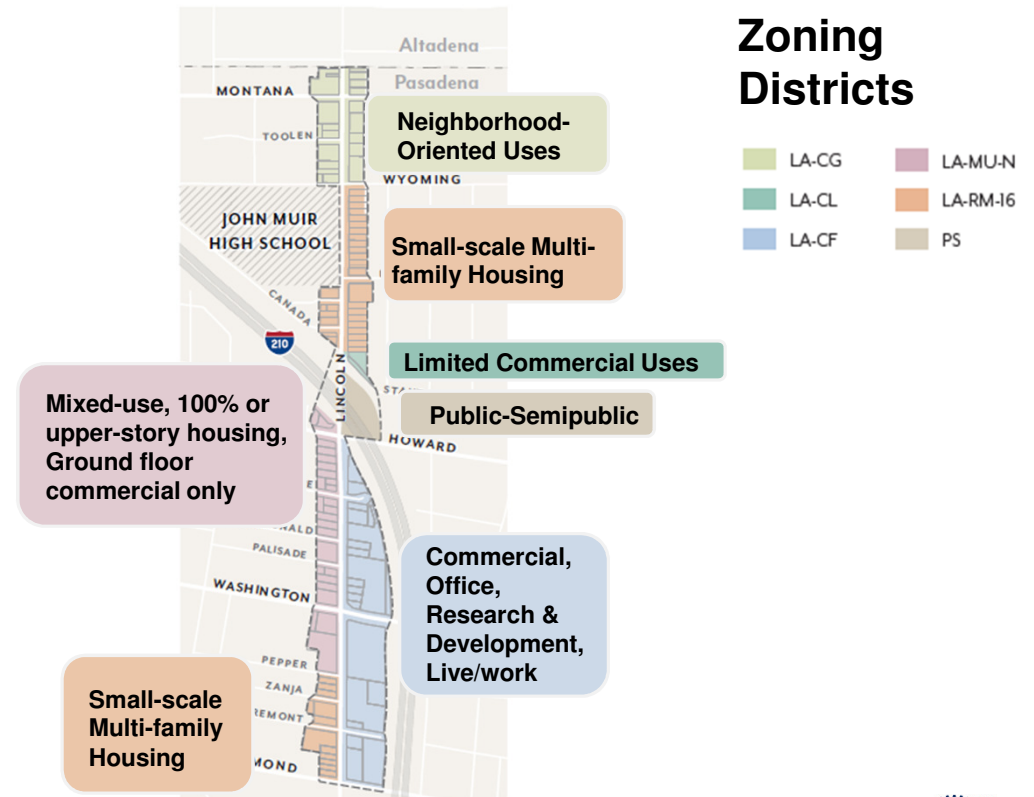 Zoning
Districts
LA-CG
LA-MU-N
LA-CL
LA-RM-16
LA-CF
PS
Altadena
Pasadena
MONTANA
TOOLEN
Neighborhood-
Oriented Uses
WYOMING
JOHN MUIR
HIGH SCHOOL
Small-scale Multi-
family Housing
CANADA
210
LINCOLN
Limited Commercial Uses
Public-Semipublic
HOWARD
Mixed-use, 100% or
upper-story housing,
Ground floor
commercial only
PALISADE
WASHINGTON
Commercial,
Office,
Research &
Development,
Live/work
PEPPER
ZANJA
Small-scale
Multi-family
Housing